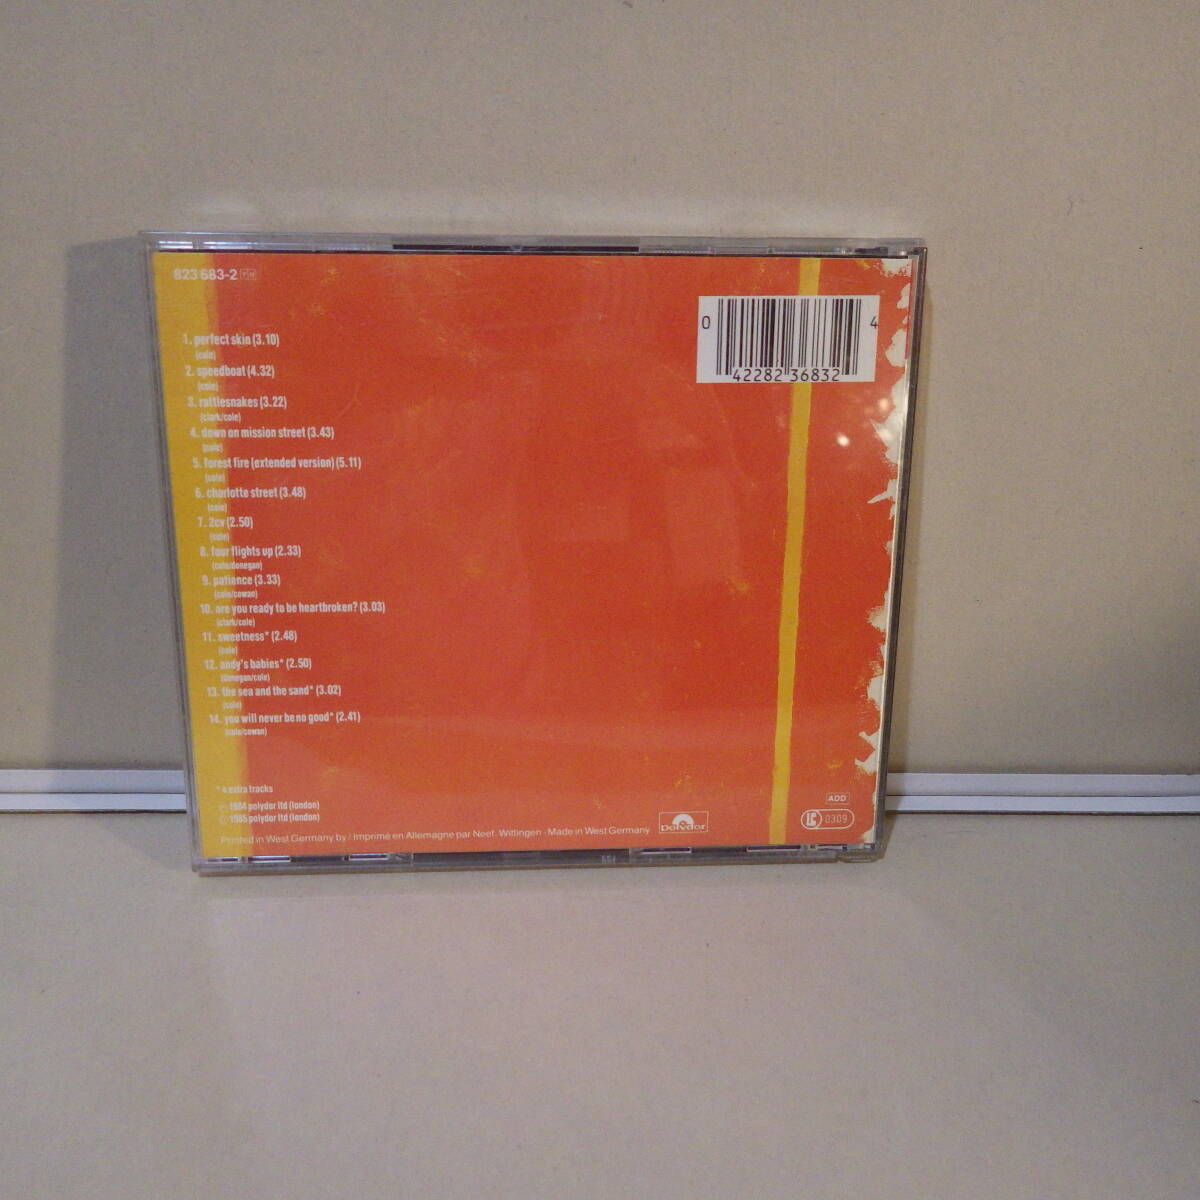 823 683-2
0
42282 36832
4
1. perfect skin (3.10)
(cole)
2. speedboat (4.32)
(cole)
3. rattlesnakes (3.22)
(clark/cole)
4. down on mission street (3.43)
(cole)
5. forest fire (extended version) (5.11)
(cole)
6. charlotte street (3.48)
(cole)
7. 2cv (2.50)
(cole)
8. four flights up (2.33)
(cole/donegan)
9. patience (3.33)
(cole/cowan)
10. are you ready to be heartbroken? (3.03)
(clark/cole)
11. sweetness* (2.48)
(cole)
12. andy's babies* (2.50)
(donegan/cole)
13. the sea and the sand* (3.02)
(cole)
14. you will never be no good* (2.41)
(cole/cowan)
* 4 extra tracks
℗ 1984 polydor ltd (london)
© 1985 polydor ltd (london)
Printed in West Germany by / Imprimé en Allemagne par Neef, Wittingen · Made in West Germany
Polydor
ADD
LC 0309